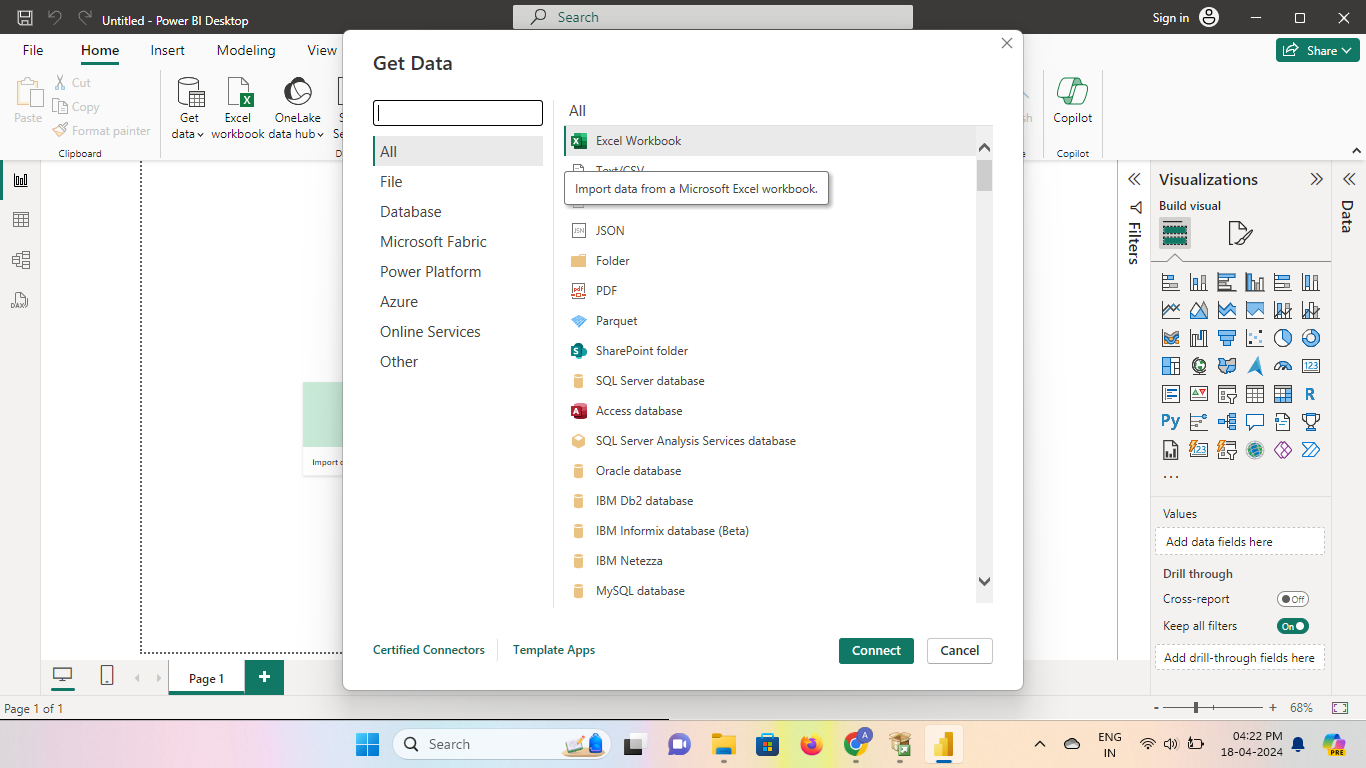 Untitled - Power BI Desktop
Search
Sign in
File
Home
Insert
Modeling
View
Share
Paste
Cut
Copy
Format painter
Clipboard
Get
data
Excel
workbook
OneLake
data hub
Copilot
Copilot
Get Data
All
File
Database
Microsoft Fabric
Power Platform
Azure
Online Services
Other
All
Excel Workbook
Text/CSV
Import data from a Microsoft Excel workbook.
JSON
Folder
PDF
Parquet
SharePoint folder
SQL Server database
Access database
SQL Server Analysis Services database
Oracle database
IBM Db2 database
IBM Informix database (Beta)
IBM Netezza
MySQL database
Certified Connectors
Template Apps
Connect
Cancel
Filters
Visualizations
Build visual
Data
Values
Add data fields here
Drill through
Cross-report
Off
Keep all filters
On
Add drill-through fields here
Page 1
Page 1 of 1
- + 68%
Search
ENG
IN
04:22 PM
18-04-2024